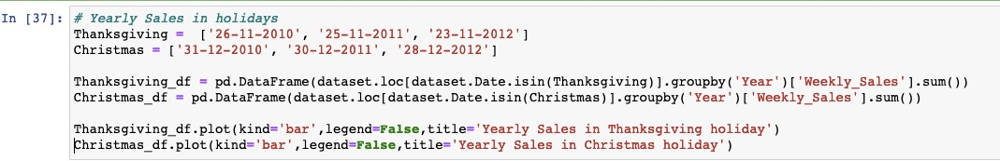 In [37]: # Yearly Sales in holidays
Thanksgiving =  ['26-11-2010', '25-11-2011', '23-11-2012']
Christmas = ['31-12-2010', '30-12-2011', '28-12-2012']
Thanksgiving_df = pd.DataFrame(dataset.loc[dataset.Date.isin(Thanksgiving)].groupby('Year')['Weekly_Sales'].sum())
Christmas_df = pd.DataFrame(dataset.loc[dataset.Date.isin(Christmas)].groupby('Year')['Weekly_Sales'].sum())
Thanksgiving_df.plot(kind='bar',legend=False,title='Yearly Sales in Thanksgiving holiday')
Christmas_df.plot(kind='bar',legend=False,title='Yearly Sales in Christmas holiday')